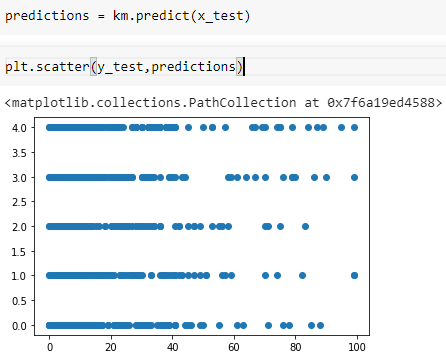 predictions = km.predict(x_test)
plt.scatter(y_test,predictions)
<matplotlib.collections.PathCollection at 0x7f6a19ed4588>
4.0
3.5
3.0
2.5
2.0
1.5
1.0
0.5
0.0
0 20 40 60 80 100